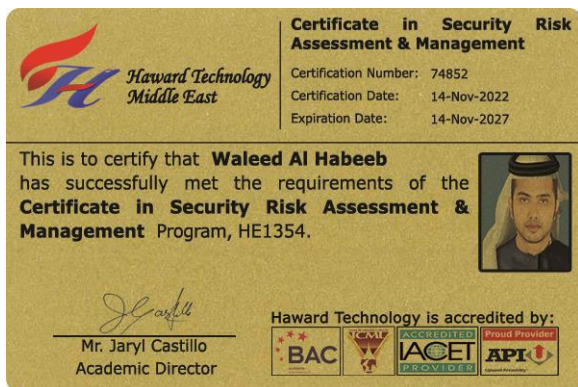 Haward Technology
Middle East
Certificate in Security Risk
Assessment & Management
Certification Number: 74852
Certification Date: 14-Nov-2022
Expiration Date: 14-Nov-2027
This is to certify that Waleed Al Habeeb
has successfully met the requirements of the
Certificate in Security Risk Assessment &
Management Program, HE1354.
Mr. Jaryl Castillo
Academic Director
Haward Technology is accredited by:
BAC
TCMP
ACCREDITED
IACET
PROVIDER
Proud Provider
API U